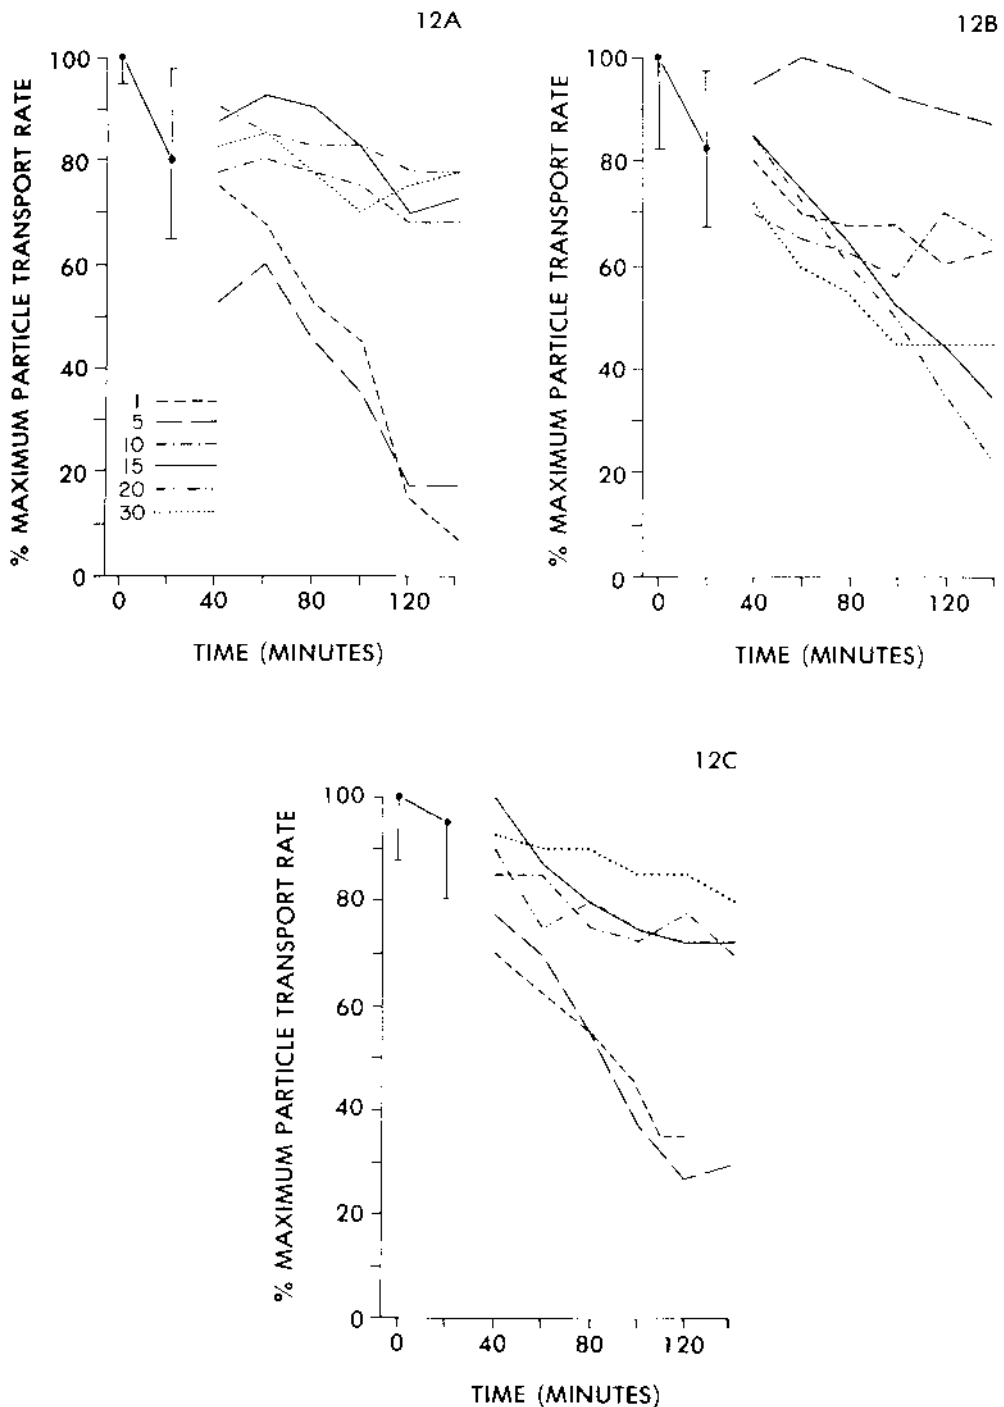 12A
% MAXIMUM PARTICLE TRANSPORT RATE
100
80
60
40
20
0
1
5
10
15
20
30
0 40 80 120
TIME (MINUTES)
12B
% MAXIMUM PARTICLE TRANSPORT RATE
100
80
60
40
20
0
0 40 80 120
TIME (MINUTES)
12C
% MAXIMUM PARTICLE TRANSPORT RATE
100
80
60
40
20
0
0 40 80 120
TIME (MINUTES)